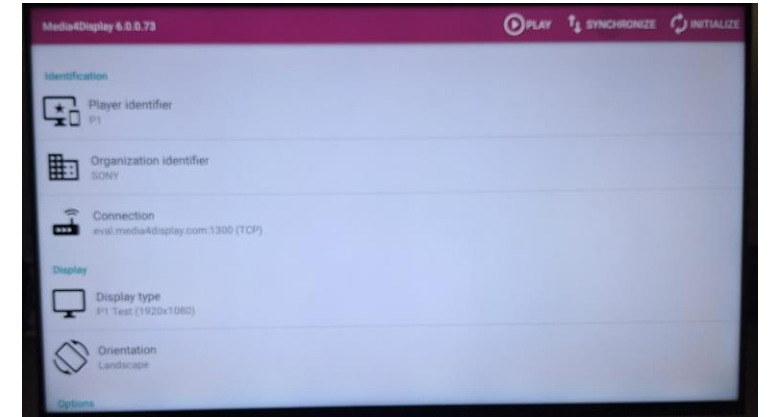 Media4Display 6.0.0.73 PLAY SYNCHRONIZE INITIALIZE
Identification
Player identifier
P1
Organization identifier
SONY
Connection
eval.media4display.com:1300 (TCP)
Display
Display type
P1 Test (1920x1080)
Orientation
Landscape
Options